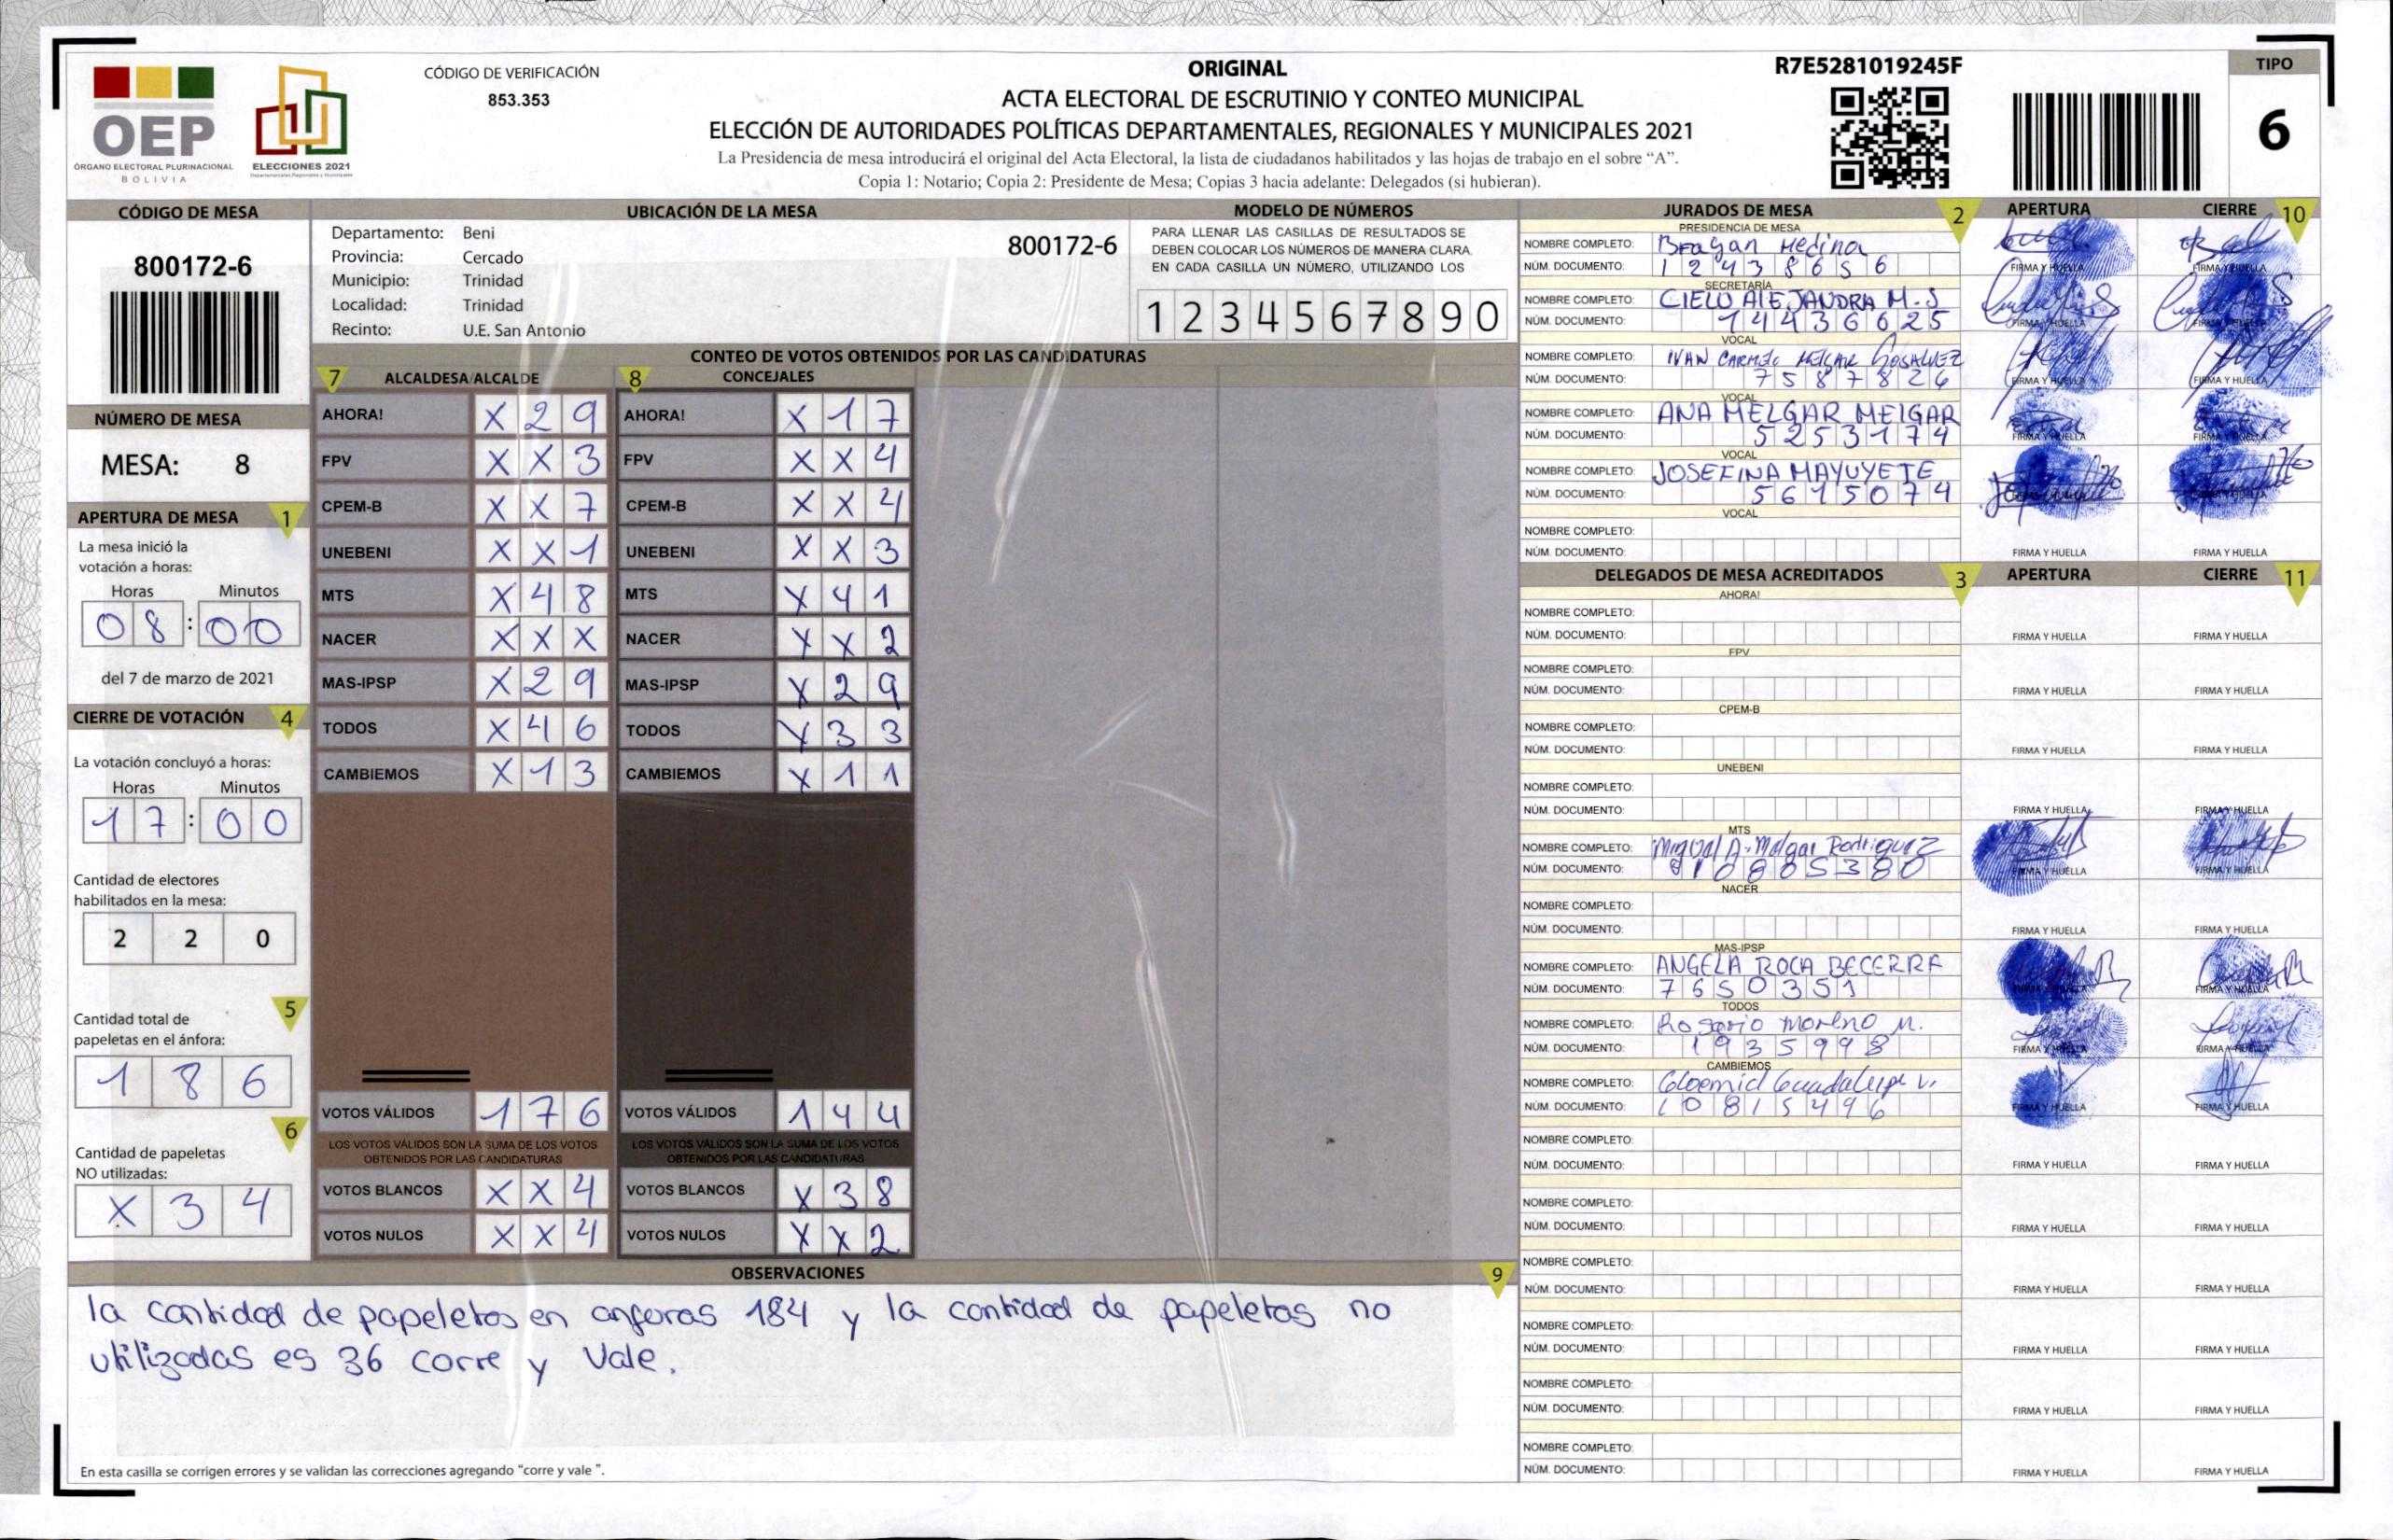 OEP
ÓRGANO ELECTORAL PLURINACIONAL
BOLIVIA
ELECCIONES 2021
CÓDIGO DE VERIFICACIÓN
853.353
ORIGINAL
ACTA ELECTORAL DE ESCRUTINIO Y CONTEO MUNICIPAL
ELECCIÓN DE AUTORIDADES POLÍTICAS DEPARTAMENTALES, REGIONALES Y MUNICIPALES 2021
La Presidencia de mesa introducirá el original del Acta Electoral, la lista de ciudadanos habilitados y las hojas de trabajo en el sobre “A”.
Copia 1: Notario; Copia 2: Presidente de Mesa; Copias 3 hacia adelante: Delegados (si hubieran).
R7E5281019245F
TIPO
6
CÓDIGO DE MESA
800172-6
NÚMERO DE MESA
MESA: 8
APERTURA DE MESA 1
La mesa inició la
votación a horas:
Horas Minutos
08:00
del 7 de marzo de 2021
CIERRE DE VOTACIÓN 4
La votación concluyó a horas:
Horas Minutos
17:00
Cantidad de electores
habilitados en la mesa:
2 2 0
5
Cantidad total de
papeletas en el ánfora:
1 8 6
6
Cantidad de papeletas
NO utilizadas:
X 3 4
UBICACIÓN DE LA MESA
Departamento: Beni
Provincia: Cercado
Municipio: Trinidad
Localidad: Trinidad
Recinto: U.E. San Antonio
800172-6
MODELO DE NÚMEROS
PARA LLENAR LAS CASILLAS DE RESULTADOS SE
DEBEN COLOCAR LOS NÚMEROS DE MANERA CLARA
EN CADA CASILLA UN NÚMERO, UTILIZANDO LOS
1 2 3 4 5 6 7 8 9 0
CONTEO DE VOTOS OBTENIDOS POR LAS CANDIDATURAS
7 ALCALDESA/ALCALDE 8 CONCEJALES
AHORA! X 2 9 AHORA! X 1 7
FPV X X 3 FPV X X 4
CPEM-B X X 7 CPEM-B X X 4
UNEBENI X X 1 UNEBENI X X 3
MTS X 4 8 MTS X 4 1
NACER X X X NACER X X 2
MAS-IPSP X 2 9 MAS-IPSP X 2 9
TODOS X 4 6 TODOS X 3 3
CAMBIEMOS X 1 3 CAMBIEMOS X 1 1
VOTOS VÁLIDOS 1 7 6 VOTOS VÁLIDOS 1 4 4
LOS VOTOS VÁLIDOS SON LA SUMA DE LOS VOTOS LOS VOTOS VÁLIDOS SON LA SUMA DE LOS VOTOS
OBTENIDOS POR LAS CANDIDATURAS OBTENIDOS POR LAS CANDIDATURAS
VOTOS BLANCOS X X 4 VOTOS BLANCOS X 3 8
VOTOS NULOS X X 4 VOTOS NULOS X X 2
OBSERVACIONES 9
la cantidad de papeletas en anforas 184 y la cantidad de papeletas no
utilizadas es 36 corre y vale.
En esta casilla se corrigen errores y se validan las correcciones agregando “corre y vale ”.
JURADOS DE MESA 2 APERTURA CIERRE 10
PRESIDENCIA DE MESA
NOMBRE COMPLETO: Brayan Medina
NÚM. DOCUMENTO: 12438656 FIRMA Y HUELLA FIRMA Y HUELLA
SECRETARÍA
NOMBRE COMPLETO: CIELO ALEJANDRA M.S
NÚM. DOCUMENTO: 14436625 FIRMA Y HUELLA FIRMA Y HUELLA
VOCAL
NOMBRE COMPLETO: IVAN CARMELO MELGAR
NÚM. DOCUMENTO: 7587826 FIRMA Y HUELLA FIRMA Y HUELLA
VOCAL
NOMBRE COMPLETO: ANA MELGAR MELGAR
NÚM. DOCUMENTO: 5253174 FIRMA Y HUELLA FIRMA Y HUELLA
VOCAL
NOMBRE COMPLETO: JOSEFINA MAYUYETE
NÚM. DOCUMENTO: 5615074
VOCAL
NOMBRE COMPLETO:
NÚM. DOCUMENTO: FIRMA Y HUELLA FIRMA Y HUELLA
DELEGADOS DE MESA ACREDITADOS 3 APERTURA CIERRE 11
AHORA!
NOMBRE COMPLETO:
NÚM. DOCUMENTO: FIRMA Y HUELLA FIRMA Y HUELLA
FPV
NOMBRE COMPLETO:
NÚM. DOCUMENTO: FIRMA Y HUELLA FIRMA Y HUELLA
CPEM-B
NOMBRE COMPLETO:
NÚM. DOCUMENTO: FIRMA Y HUELLA FIRMA Y HUELLA
UNEBENI
NOMBRE COMPLETO:
NÚM. DOCUMENTO: FIRMA Y HUELLA FIRMA Y HUELLA
MTS
NOMBRE COMPLETO: Miguel A. Melgar Rodriguez
NÚM. DOCUMENTO: FIRMA Y HUELLA FIRMA Y HUELLA
NACER
NOMBRE COMPLETO:
NÚM. DOCUMENTO: FIRMA Y HUELLA FIRMA Y HUELLA
MAS-IPSP
NOMBRE COMPLETO: ANGELA ROCA BECERRA
NÚM. DOCUMENTO: 7650351 FIRMA Y HUELLA FIRMA Y HUELLA
TODOS
NOMBRE COMPLETO: Rosario Moreno M.
NÚM. DOCUMENTO: 1935998 FIRMA Y HUELLA FIRMA Y HUELLA
CAMBIEMOS
NOMBRE COMPLETO: Guadalupe V.
NÚM. DOCUMENTO: 10815496 FIRMA Y HUELLA FIRMA Y HUELLA
NOMBRE COMPLETO:
NÚM. DOCUMENTO: FIRMA Y HUELLA FIRMA Y HUELLA
NOMBRE COMPLETO:
NÚM. DOCUMENTO: FIRMA Y HUELLA FIRMA Y HUELLA
NOMBRE COMPLETO:
NÚM. DOCUMENTO: FIRMA Y HUELLA FIRMA Y HUELLA
NOMBRE COMPLETO:
NÚM. DOCUMENTO: FIRMA Y HUELLA FIRMA Y HUELLA
NOMBRE COMPLETO:
NÚM. DOCUMENTO: FIRMA Y HUELLA FIRMA Y HUELLA
NOMBRE COMPLETO:
NÚM. DOCUMENTO: FIRMA Y HUELLA FIRMA Y HUELLA